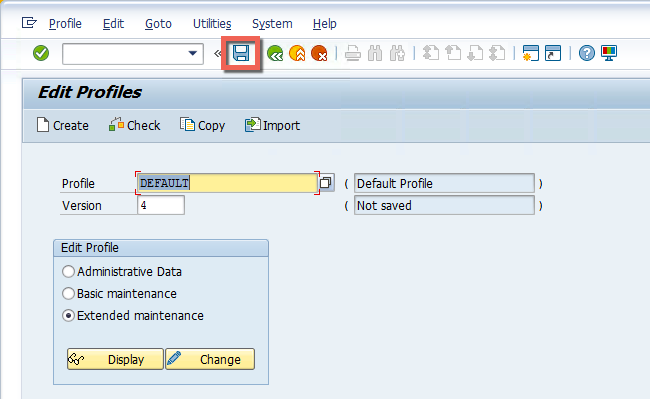 Profile Edit Goto Utilities System Help
Edit Profiles
Create Check Copy Import
Profile DEFAULT ( Default Profile )
Version 4 ( Not saved )
Edit Profile
Administrative Data
Basic maintenance
Extended maintenance
Display Change